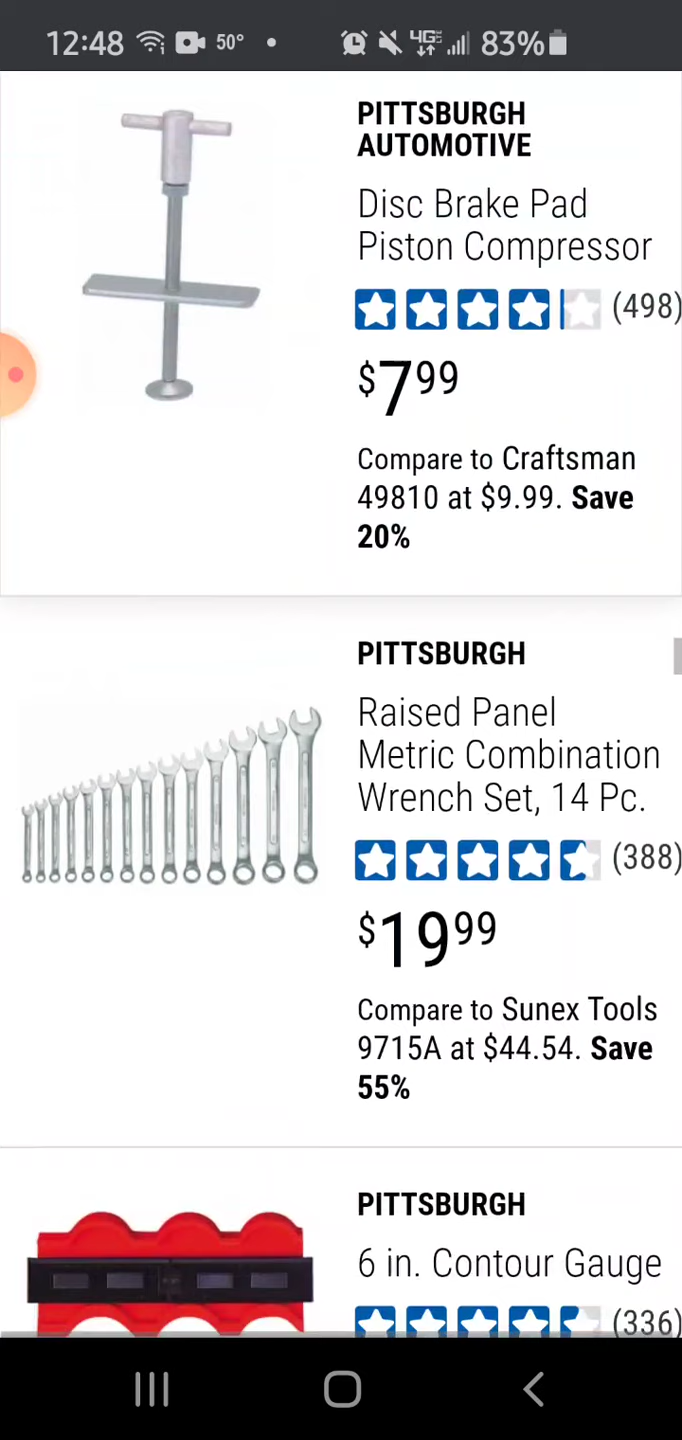 12:48 50° 4G 83%
PITTSBURGH
AUTOMOTIVE
Disc Brake Pad
Piston Compressor
(498)
$7 99
Compare to Craftsman
49810 at $9.99. Save
20%
PITTSBURGH
Raised Panel
Metric Combination
Wrench Set, 14 Pc.
(388)
$19 99
Compare to Sunex Tools
9715A at $44.54. Save
55%
PITTSBURGH
6 in. Contour Gauge
(336)